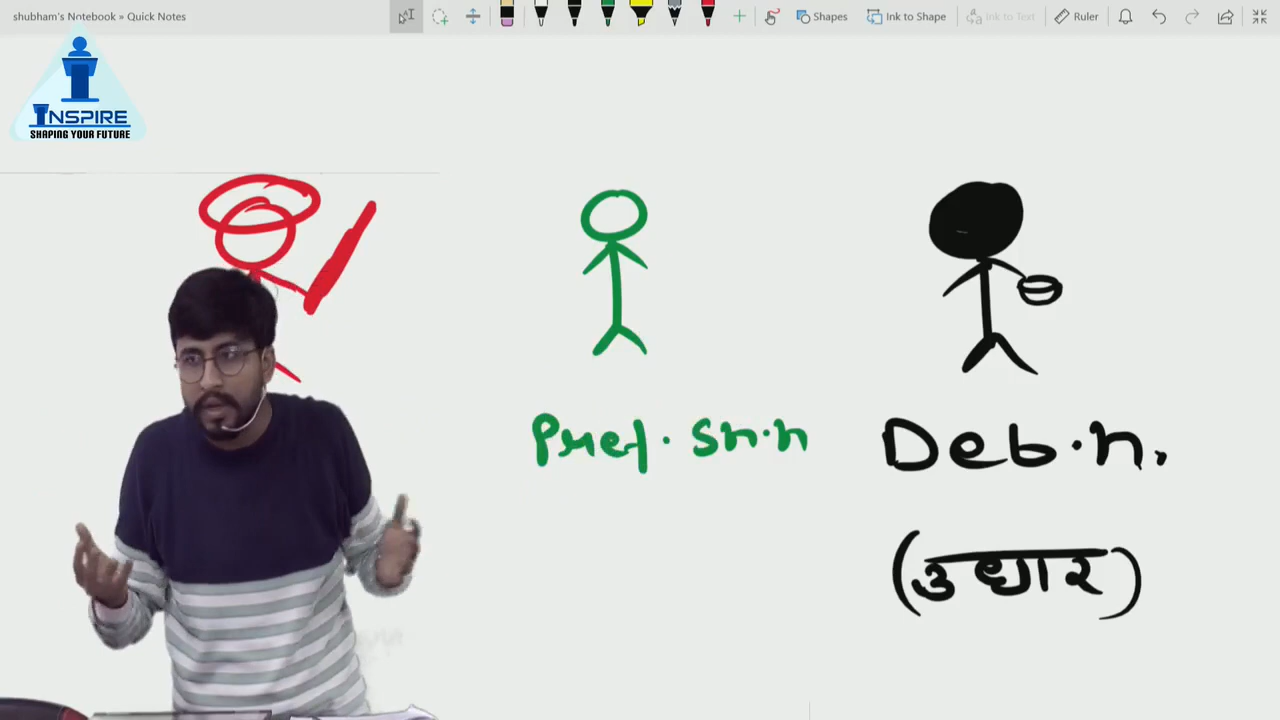 shubham's Notebook » Quick Notes
Shapes
Ink to Shape
Ink to Text
Ruler
INSPIRE
SHAPING YOUR FUTURE
Pref. Sh.h Deb.h.
(उधार)